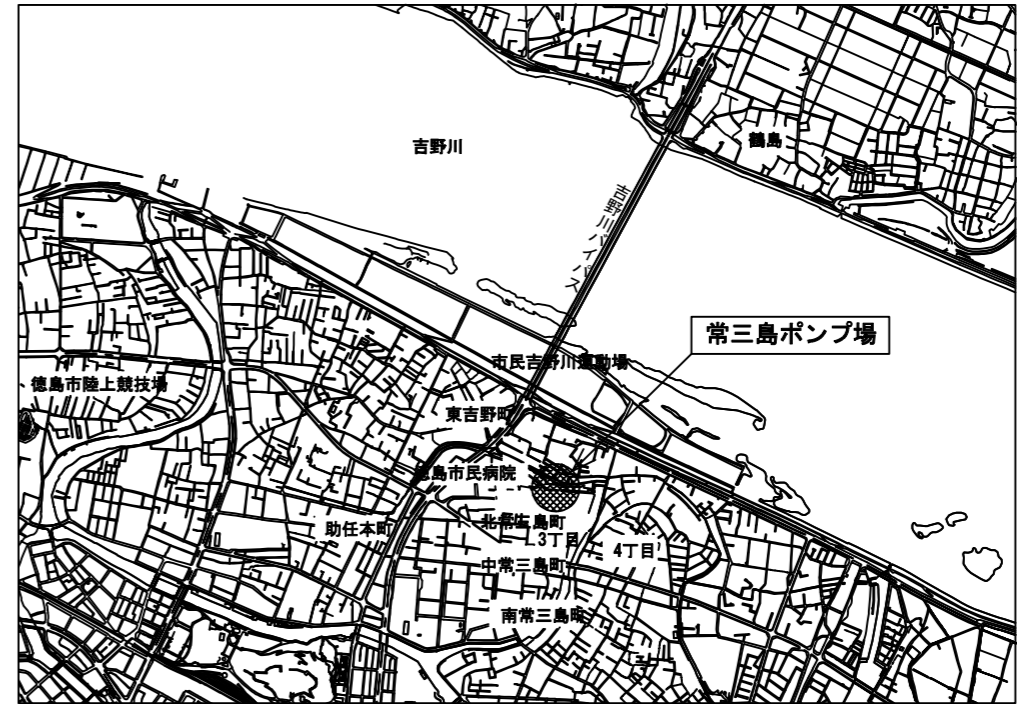 吉野川
鶴島
吉野川バイパス
常三島ポンプ場
市民吉野川運動場
徳島市陸上競技場
東吉野町
徳島市民病院
助任本町
北常三島町
3丁目
4丁目
中常三島町
南常三島町